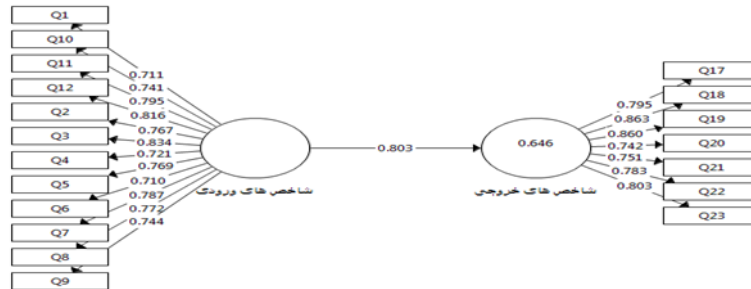 Q1
Q10
Q11
Q12
Q2
Q3
Q4
Q5
Q6
Q7
Q8
Q9
0.711
0.741
0.795
0.816
0.767
0.834
0.721
0.769
0.710
0.787
0.772
0.744
شاخص های ورودی
0.803
0.646
شاخص های خروجی
0.795
0.863
0.860
0.742
0.751
0.783
0.803
Q17
Q18
Q19
Q20
Q21
Q22
Q23